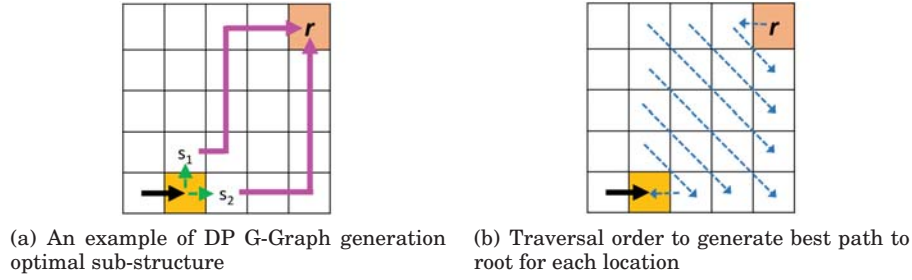 r
s1
s2
r
(a) An example of DP G-Graph generation
optimal sub-structure
(b) Traversal order to generate best path to
root for each location